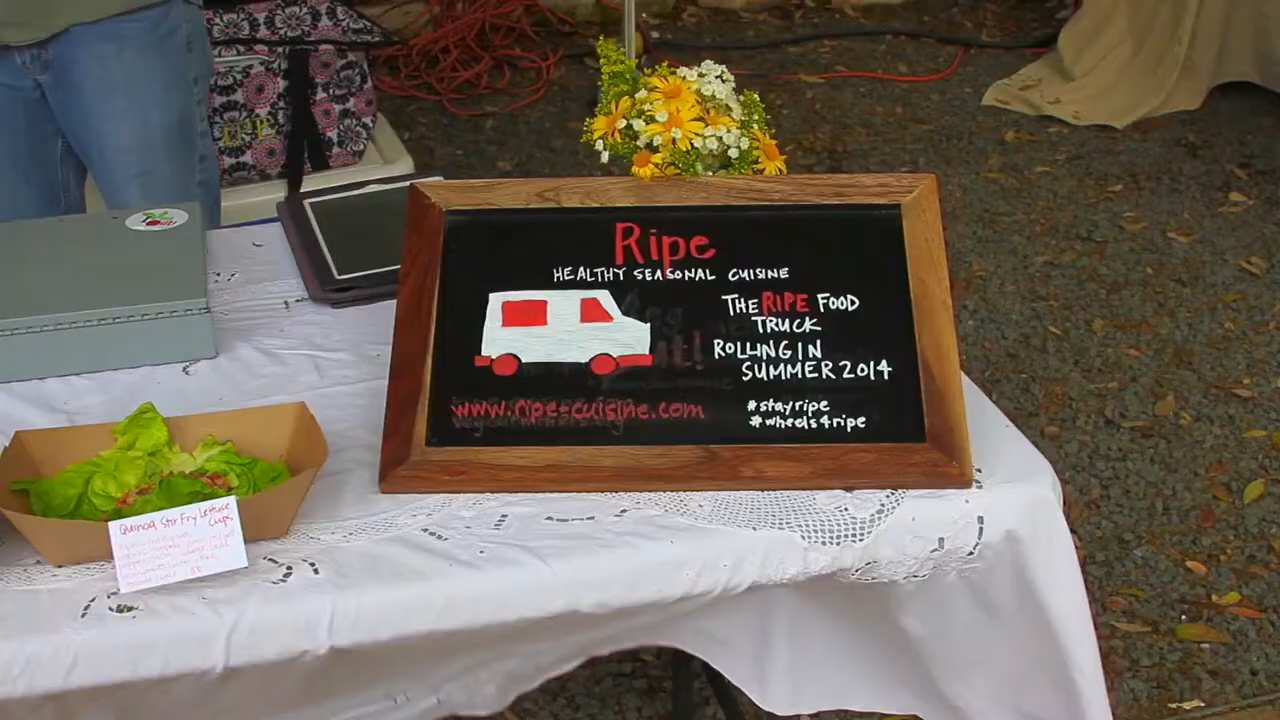 Ripe
HEALTHY SEASONAL CUISINE
THE RIPE FOOD
TRUCK
ROLLING IN
SUMMER 2014
www.ripe-cuisine.com
#stayripe
#wheels4ripe
Quinoa Stir Fry Lettuce
Cups